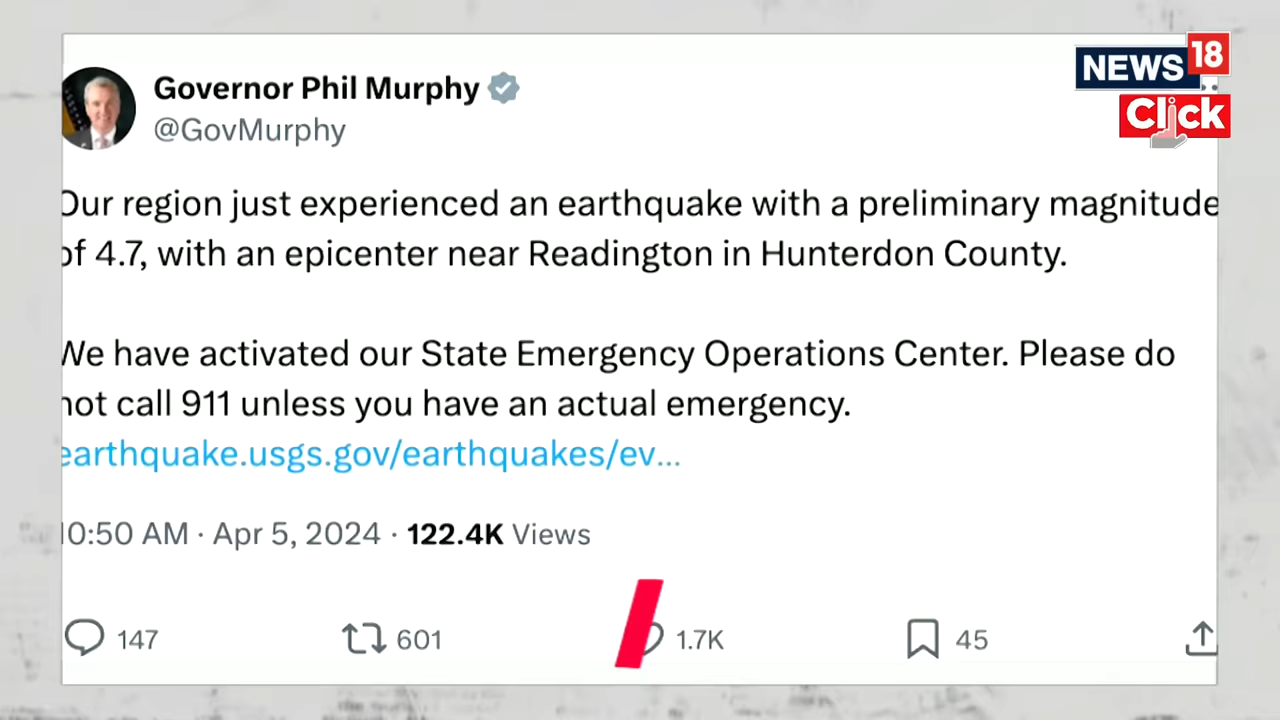 Governor Phil Murphy
@GovMurphy
NEWS 18
Click
Our region just experienced an earthquake with a preliminary magnitude
of 4.7, with an epicenter near Readington in Hunterdon County.
We have activated our State Emergency Operations Center. Please do
not call 911 unless you have an actual emergency.
earthquake.usgs.gov/earthquakes/ev...
10:50 AM · Apr 5, 2024 · 122.4K Views
147 601 1.7K 45